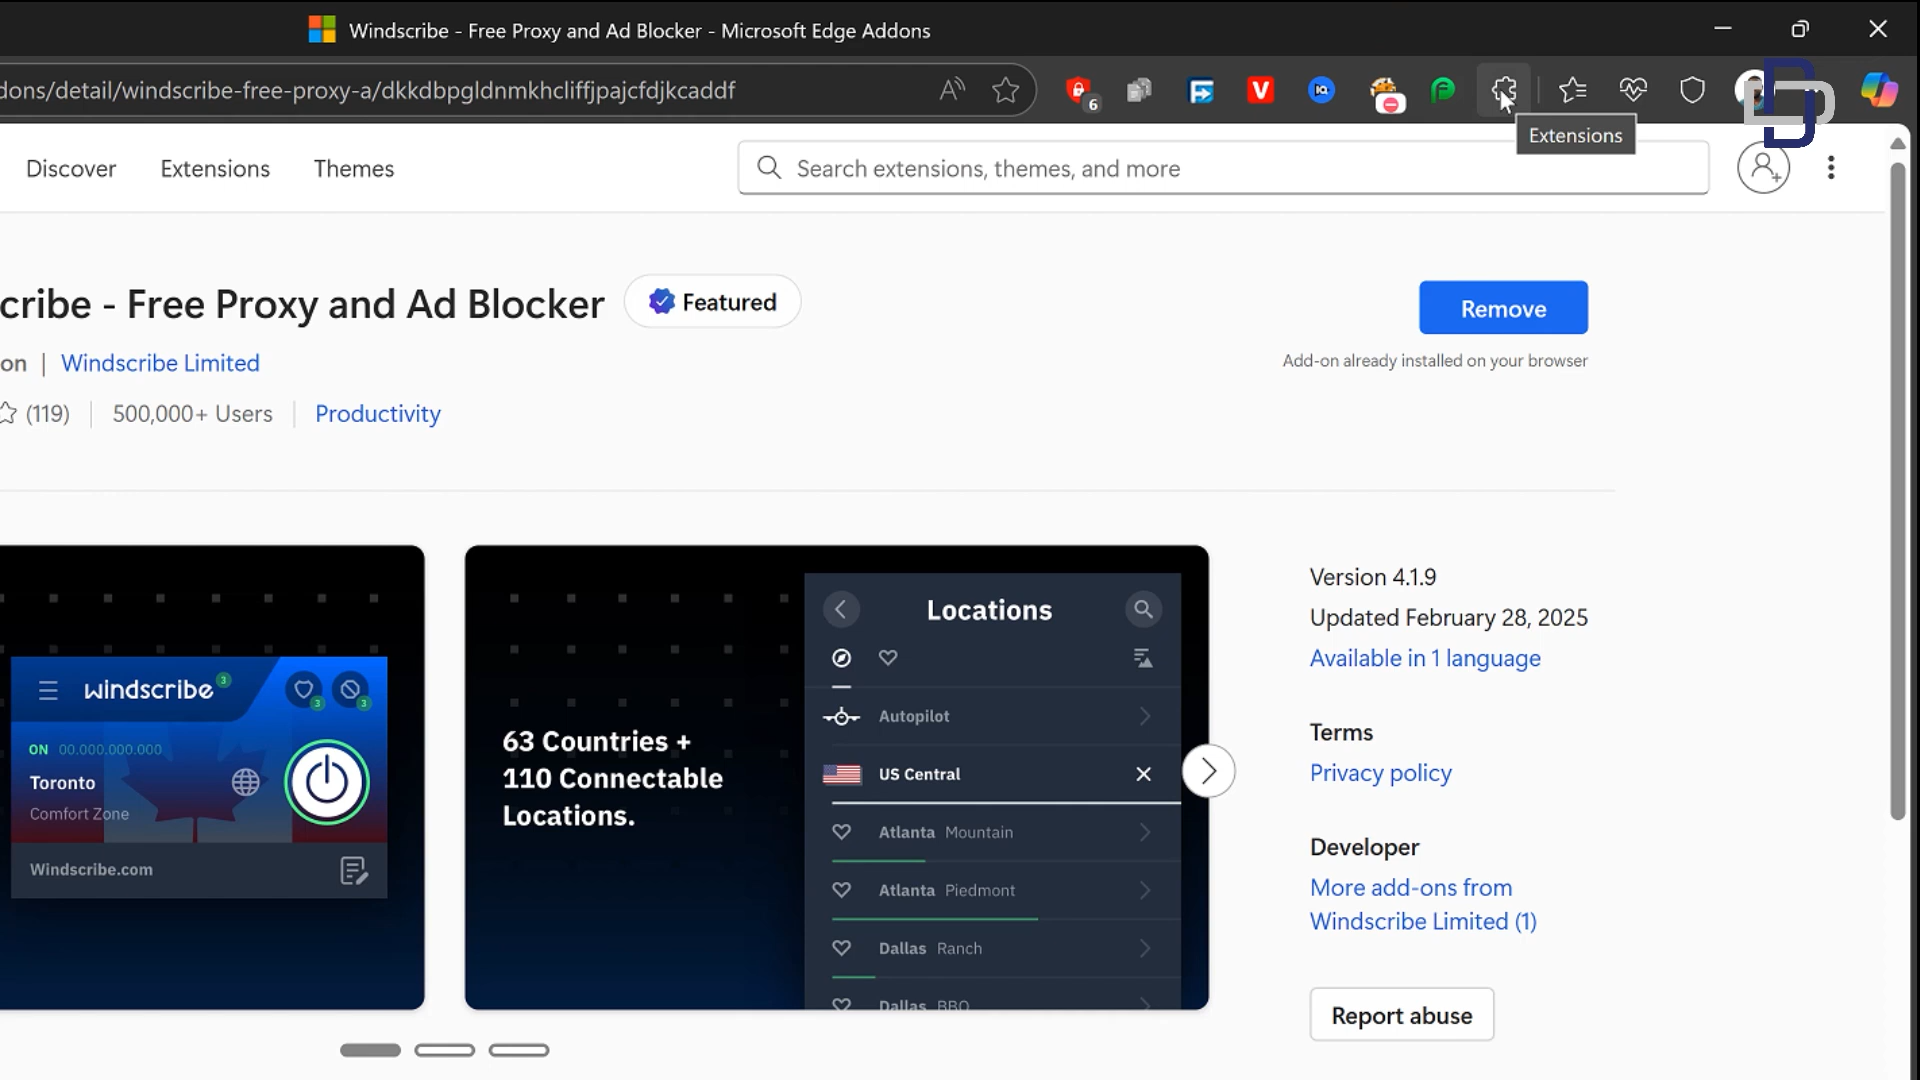 Windscribe - Free Proxy and Ad Blocker - Microsoft Edge Addons
dons/detail/windscribe-free-proxy-a/dkkdbpgldnmkhcliffjpajcfdjkcaddf
6
V
IQ
Extensions
Discover Extensions Themes
Search extensions, themes, and more
cribe - Free Proxy and Ad Blocker
Featured
Remove
on | Windscribe Limited
Add-on already installed on your browser
(119) 500,000+ Users Productivity
windscribe 3
3 3
ON 00.000.000.000
Toronto
Comfort Zone
Windscribe.com
63 Countries +
110 Connectable
Locations.
Locations
Autopilot
US Central
Atlanta Mountain
Atlanta Piedmont
Dallas Ranch
Dallas BBQ
Version 4.1.9
Updated February 28, 2025
Available in 1 language
Terms
Privacy policy
Developer
More add-ons from
Windscribe Limited (1)
Report abuse